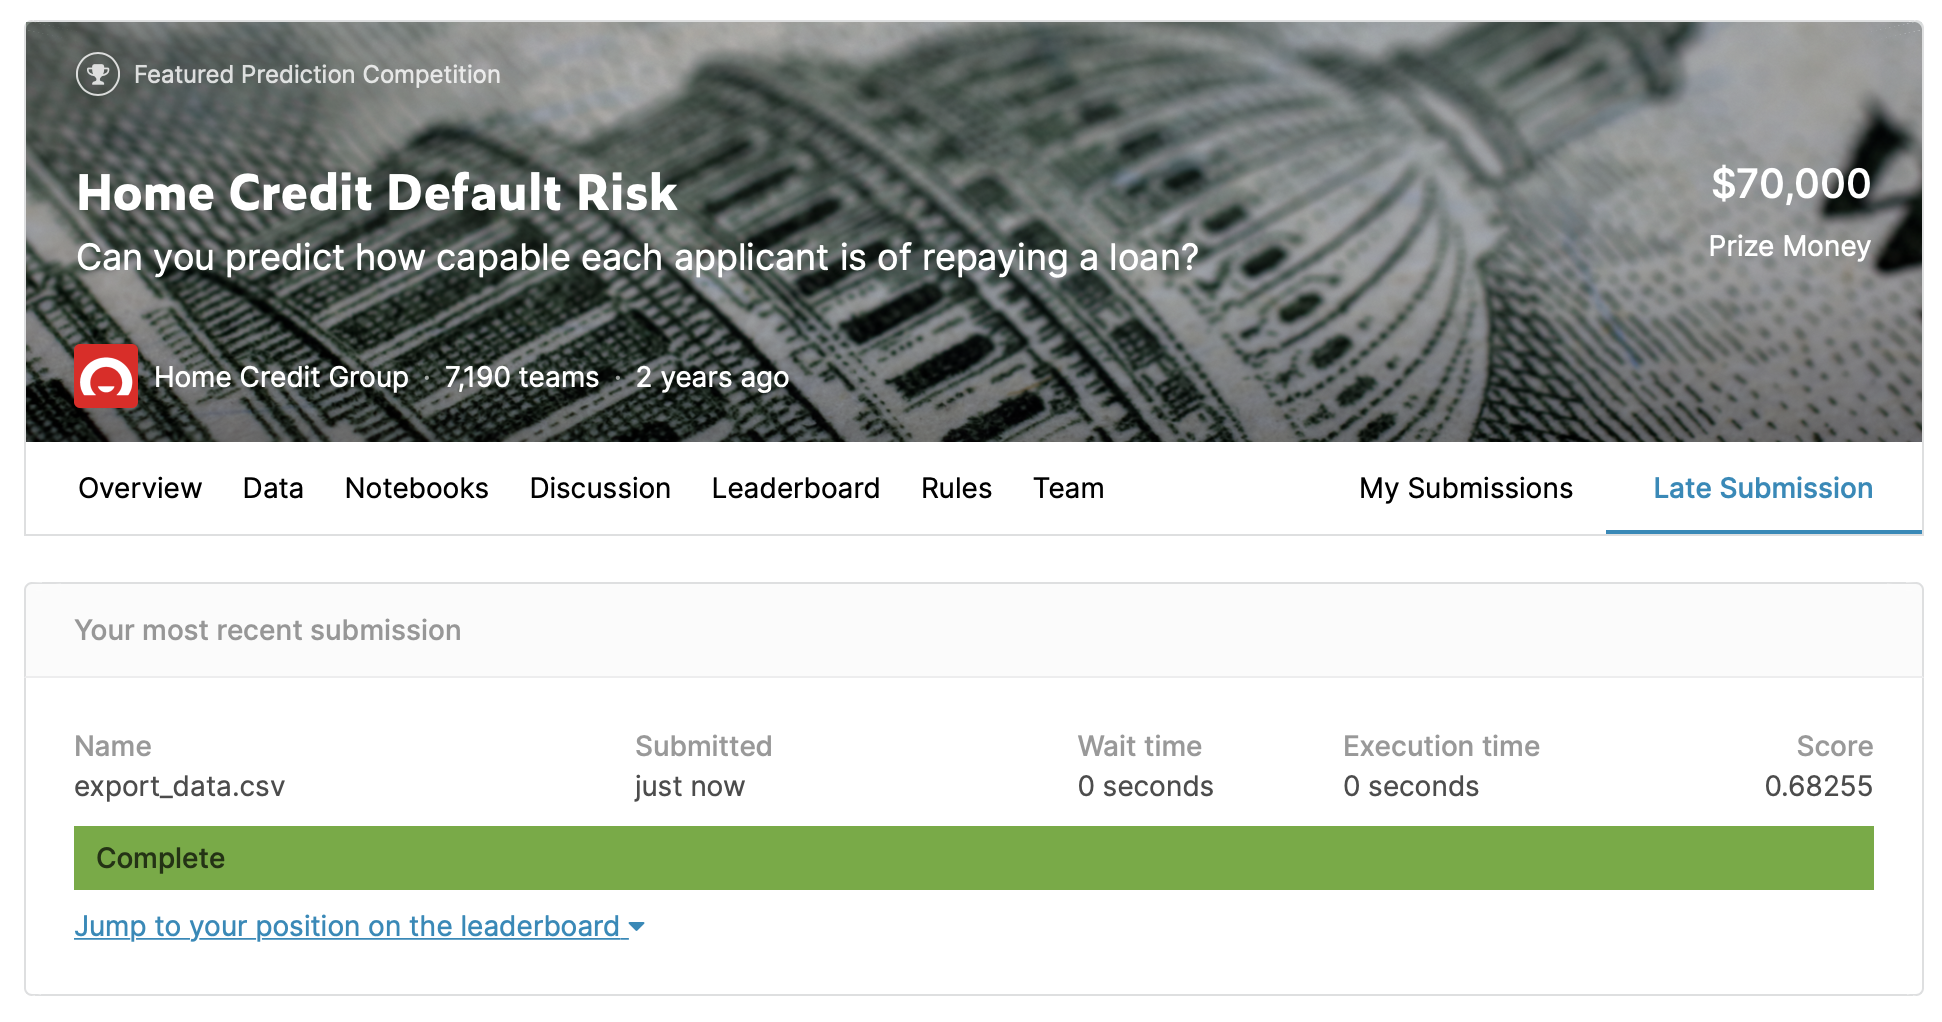 Featured Prediction Competition
Home Credit Default Risk
$70,000
Can you predict how capable each applicant is of repaying a loan?
Prize Money
Home Credit Group · 7,190 teams · 2 years ago
Overview Data Notebooks Discussion Leaderboard Rules Team My Submissions Late Submission
Your most recent submission
Name Submitted Wait time Execution time Score
export_data.csv just now 0 seconds 0 seconds 0.68255
Complete
Jump to your position on the leaderboard